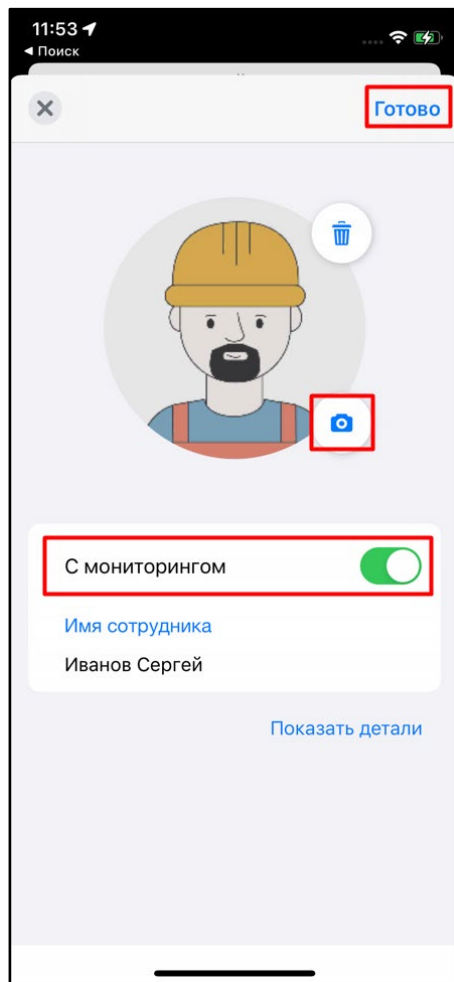 11:53
◀ Поиск
Готово
С мониторингом
Имя сотрудника
Иванов Сергей
Показать детали